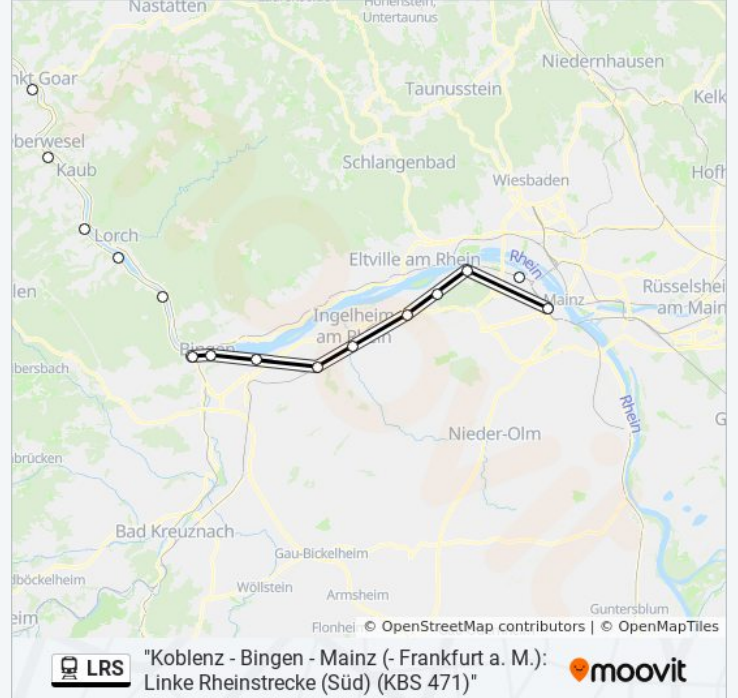 Nastätten
Hohenstein,
Untertaunus
nkt Goar
Niedernhausen
Taunusstein
Kelk
berwesel
Kaub
Schlangenbad
Wiesbaden
Hofh
Lorch
Eltville am Rhein
Rhein
len
Ingelheim
am Rhein
Mainz
Rüsselshei
am Main
Bingen
bersbach
Rhein
Nieder-Olm
G
brücken
Bad Kreuznach
Gau-Bickelheim
dböckelheim
Wöllstein
Armsheim
Guntersblum
eim
Flonhei
© OpenStreetMap contributors | © OpenMapTiles
LRS
"Koblenz - Bingen - Mainz (- Frankfurt a. M.):
Linke Rheinstrecke (Süd) (KBS 471)"
moovit